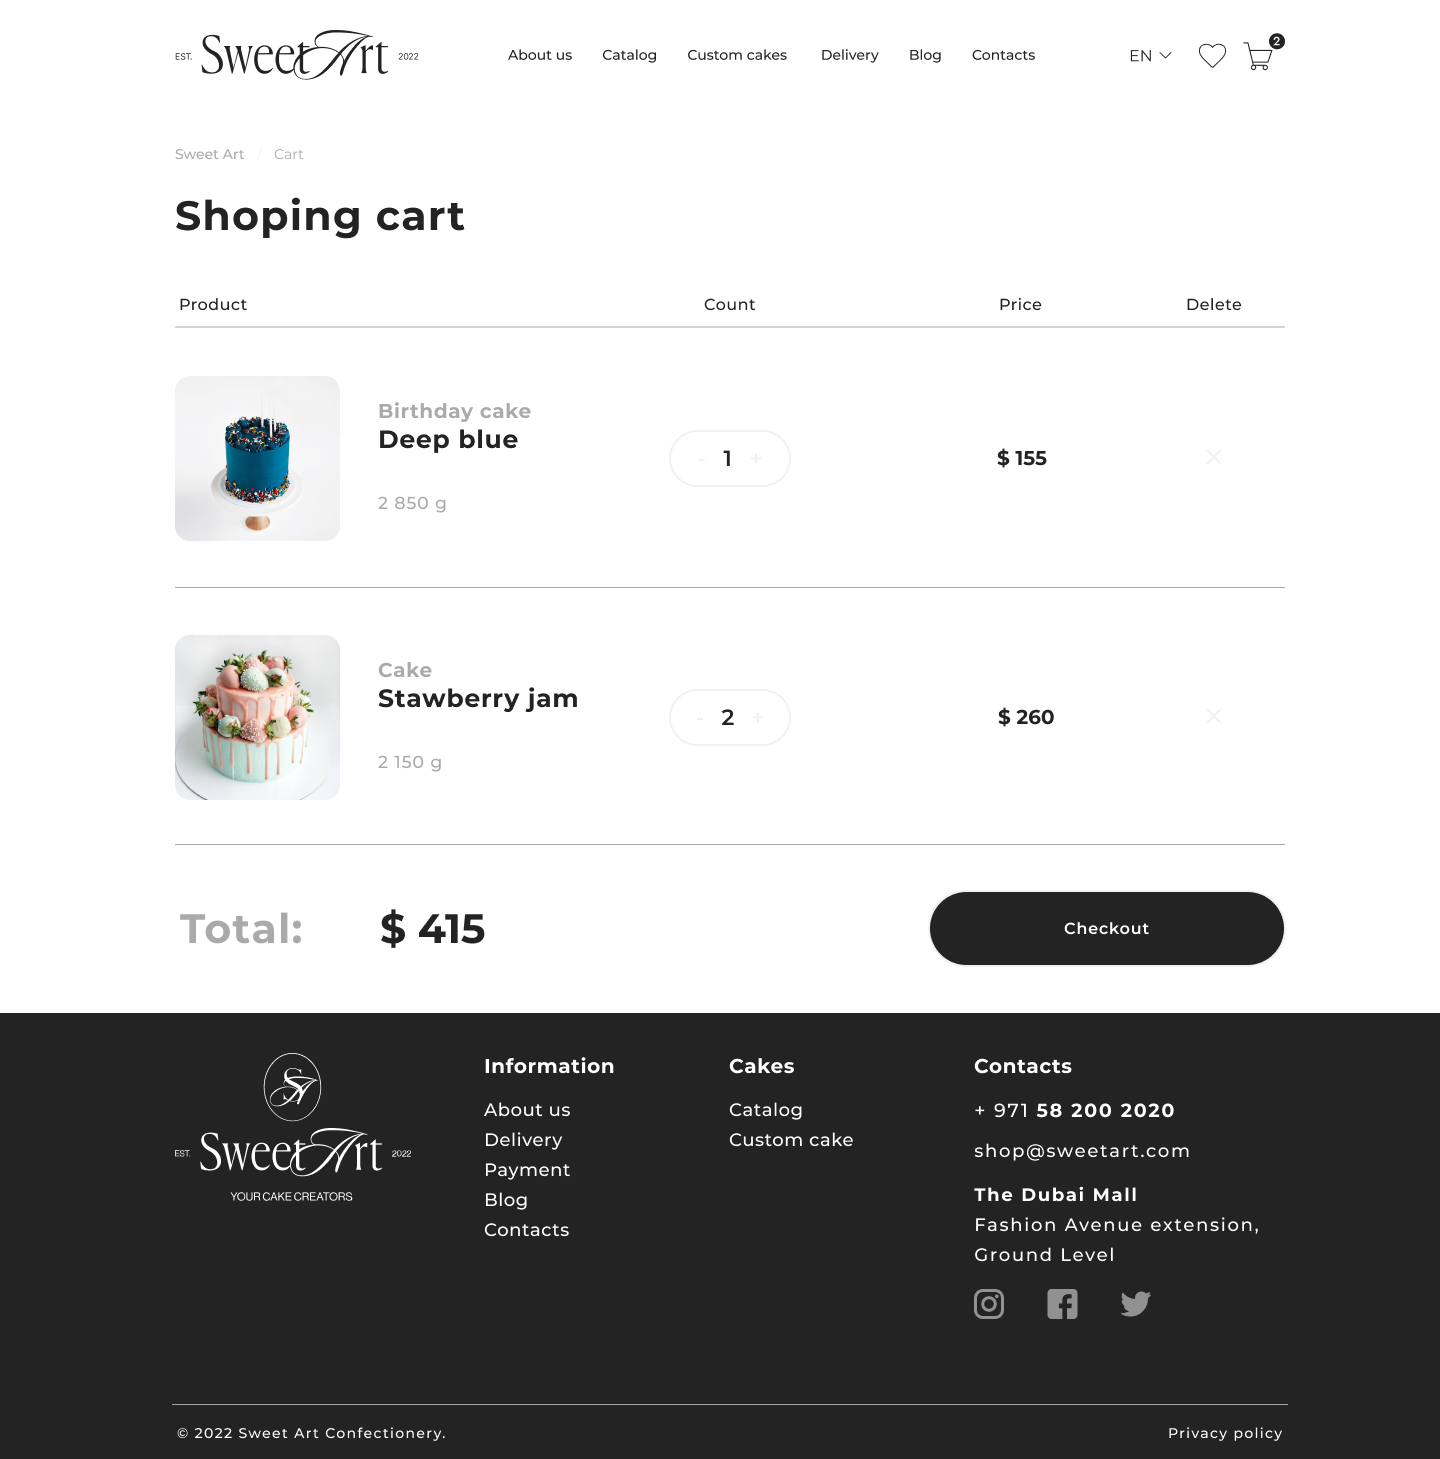 EST. SweetArt 2022
About us Catalog Custom cakes Delivery Blog Contacts EN 2
Sweet Art / Cart
Shoping cart
Product Count Price Delete
Birthday cake
Deep blue
- 1 + $ 155
2 850 g
Cake
Stawberry jam
- 2 + $ 260
2 150 g
Total: $ 415 Checkout
SA
EST. SweetArt 2022
YOUR CAKE CREATORS
Information
About us
Delivery
Payment
Blog
Contacts
Cakes
Catalog
Custom cake
Contacts
+ 971 58 200 2020
shop@sweetart.com
The Dubai Mall
Fashion Avenue extension,
Ground Level
© 2022 Sweet Art Confectionery. Privacy policy